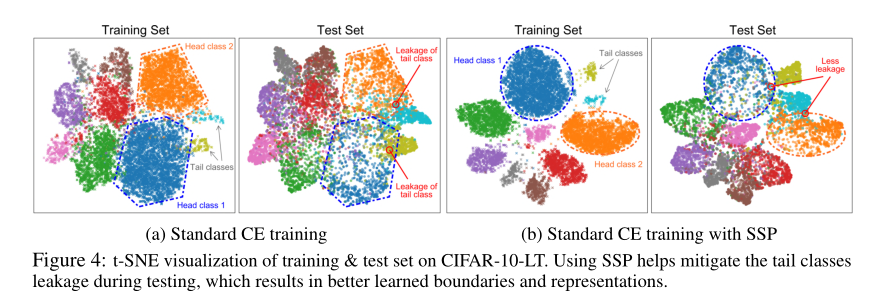 Training Set
Test Set
Training Set
Test Set
Head class 2
Leakage of
tail class
Tail classes
Head class 1
Leakage of
tail class
Head class 1
Tail classes
Head class 2
Less
leakage
(a) Standard CE training
(b) Standard CE training with SSP
Figure 4: t-SNE visualization of training & test set on CIFAR-10-LT. Using SSP helps mitigate the tail classes
leakage during testing, which results in better learned boundaries and representations.